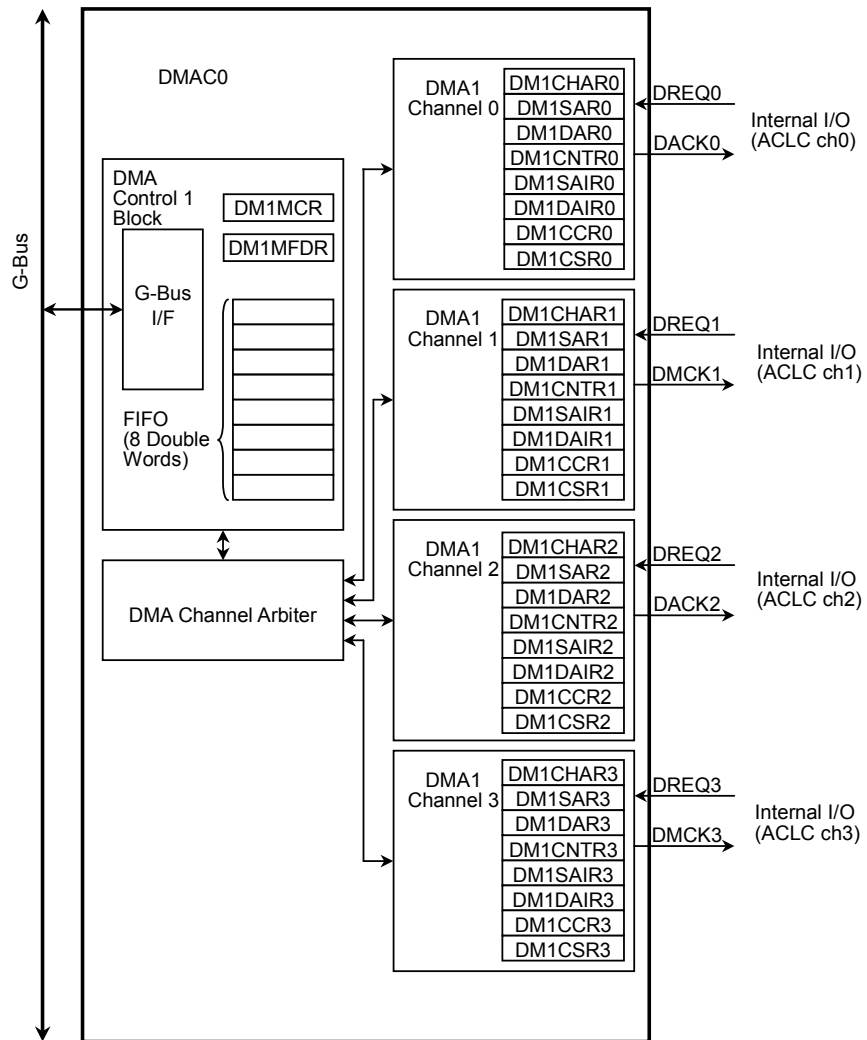 G-Bus
DMAC0
DMA
Control 1
Block
DM1MCR
DM1MFDR
G-Bus
I/F
FIFO
(8 Double
Words)
DMA Channel Arbiter
DMA1
Channel 0
DM1CHAR0
DM1SAR0
DM1DAR0
DM1CNTR0
DM1SAIR0
DM1DAIR0
DM1CCR0
DM1CSR0
DREQ0
DACK0
Internal I/O
(ACLC ch0)
DMA1
Channel 1
DM1CHAR1
DM1SAR1
DM1DAR1
DM1CNTR1
DM1SAIR1
DM1DAIR1
DM1CCR1
DM1CSR1
DREQ1
DMCK1
Internal I/O
(ACLC ch1)
DMA1
Channel 2
DM1CHAR2
DM1SAR2
DM1DAR2
DM1CNTR2
DM1SAIR2
DM1DAIR2
DM1CCR2
DM1CSR2
DREQ2
DACK2
Internal I/O
(ACLC ch2)
DMA1
Channel 3
DM1CHAR3
DM1SAR3
DM1DAR3
DM1CNTR3
DM1SAIR3
DM1DAIR3
DM1CCR3
DM1CSR3
DREQ3
DMCK3
Internal I/O
(ACLC ch3)